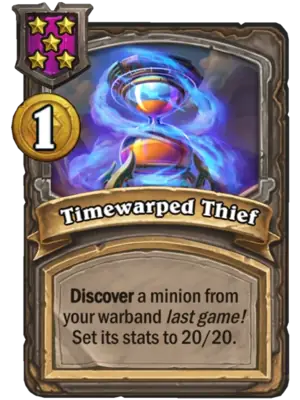 1
Timewarped Thief
Discover a minion from
your warband last game!
Set its stats to 20/20.